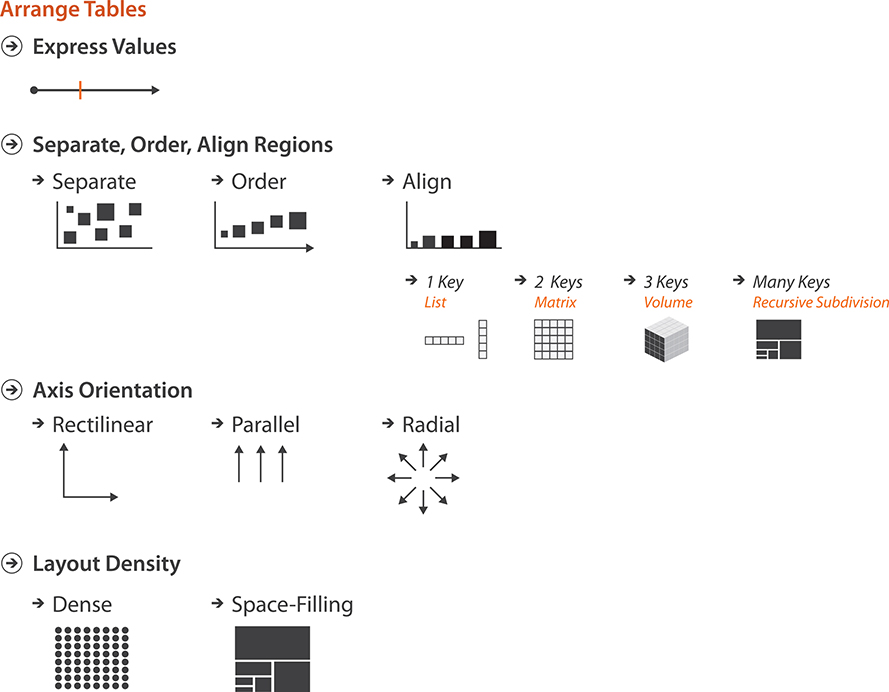 Arrange Tables
Express Values
Separate, Order, Align Regions
Separate
Order
Align
1 Key
2 Keys
3 Keys
Many Keys
List
Matrix
Volume
Recursive Subdivision
Axis Orientation
Rectilinear
Parallel
Radial
Layout Density
Dense
Space-Filling